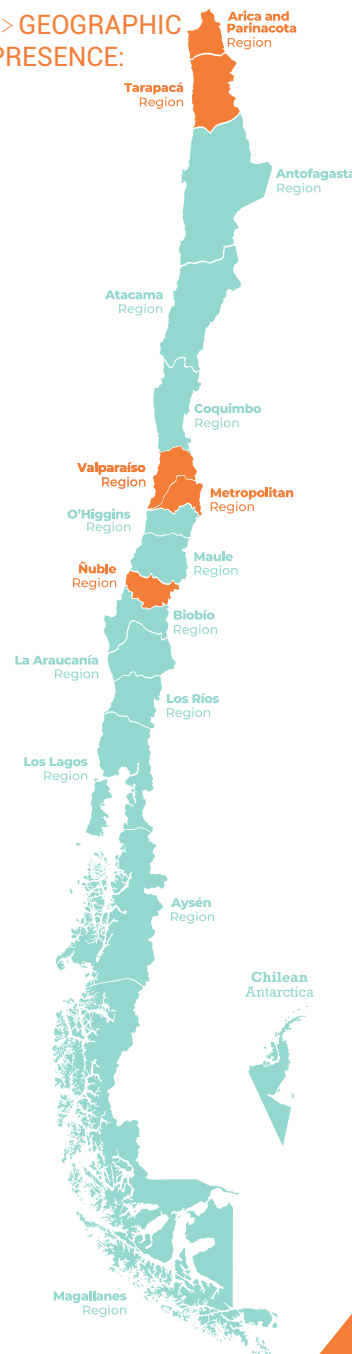 > GEOGRAPHIC
PRESENCE:
Arica and
Parinacota
Region
Tarapacá
Region
Antofagasta
Region
Atacama
Region
Coquimbo
Region
Valparaíso
Region
Metropolitan
Region
O'Higgins
Region
Maule
Region
Ñuble
Region
Biobío
Region
La Araucanía
Region
Los Ríos
Region
Los Lagos
Region
Aysén
Region
Chilean
Antarctica
Magallanes
Region